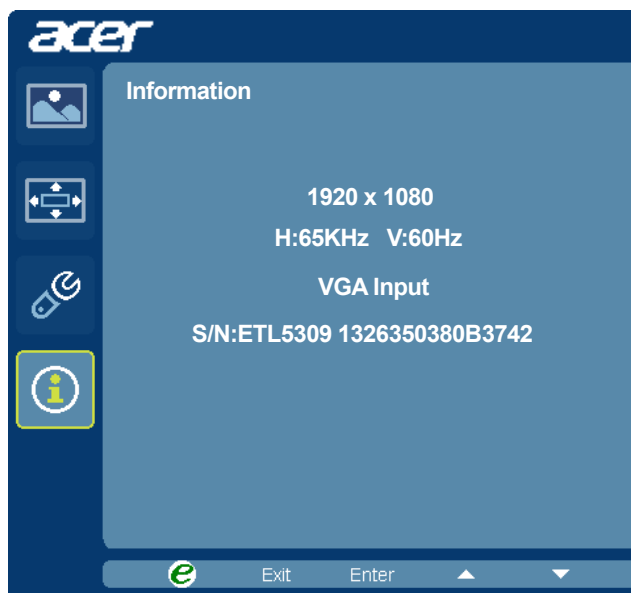 acer
Information
1920 x 1080
H:65KHz V:60Hz
VGA Input
S/N:ETL5309 1326350380B3742
e Exit Enter